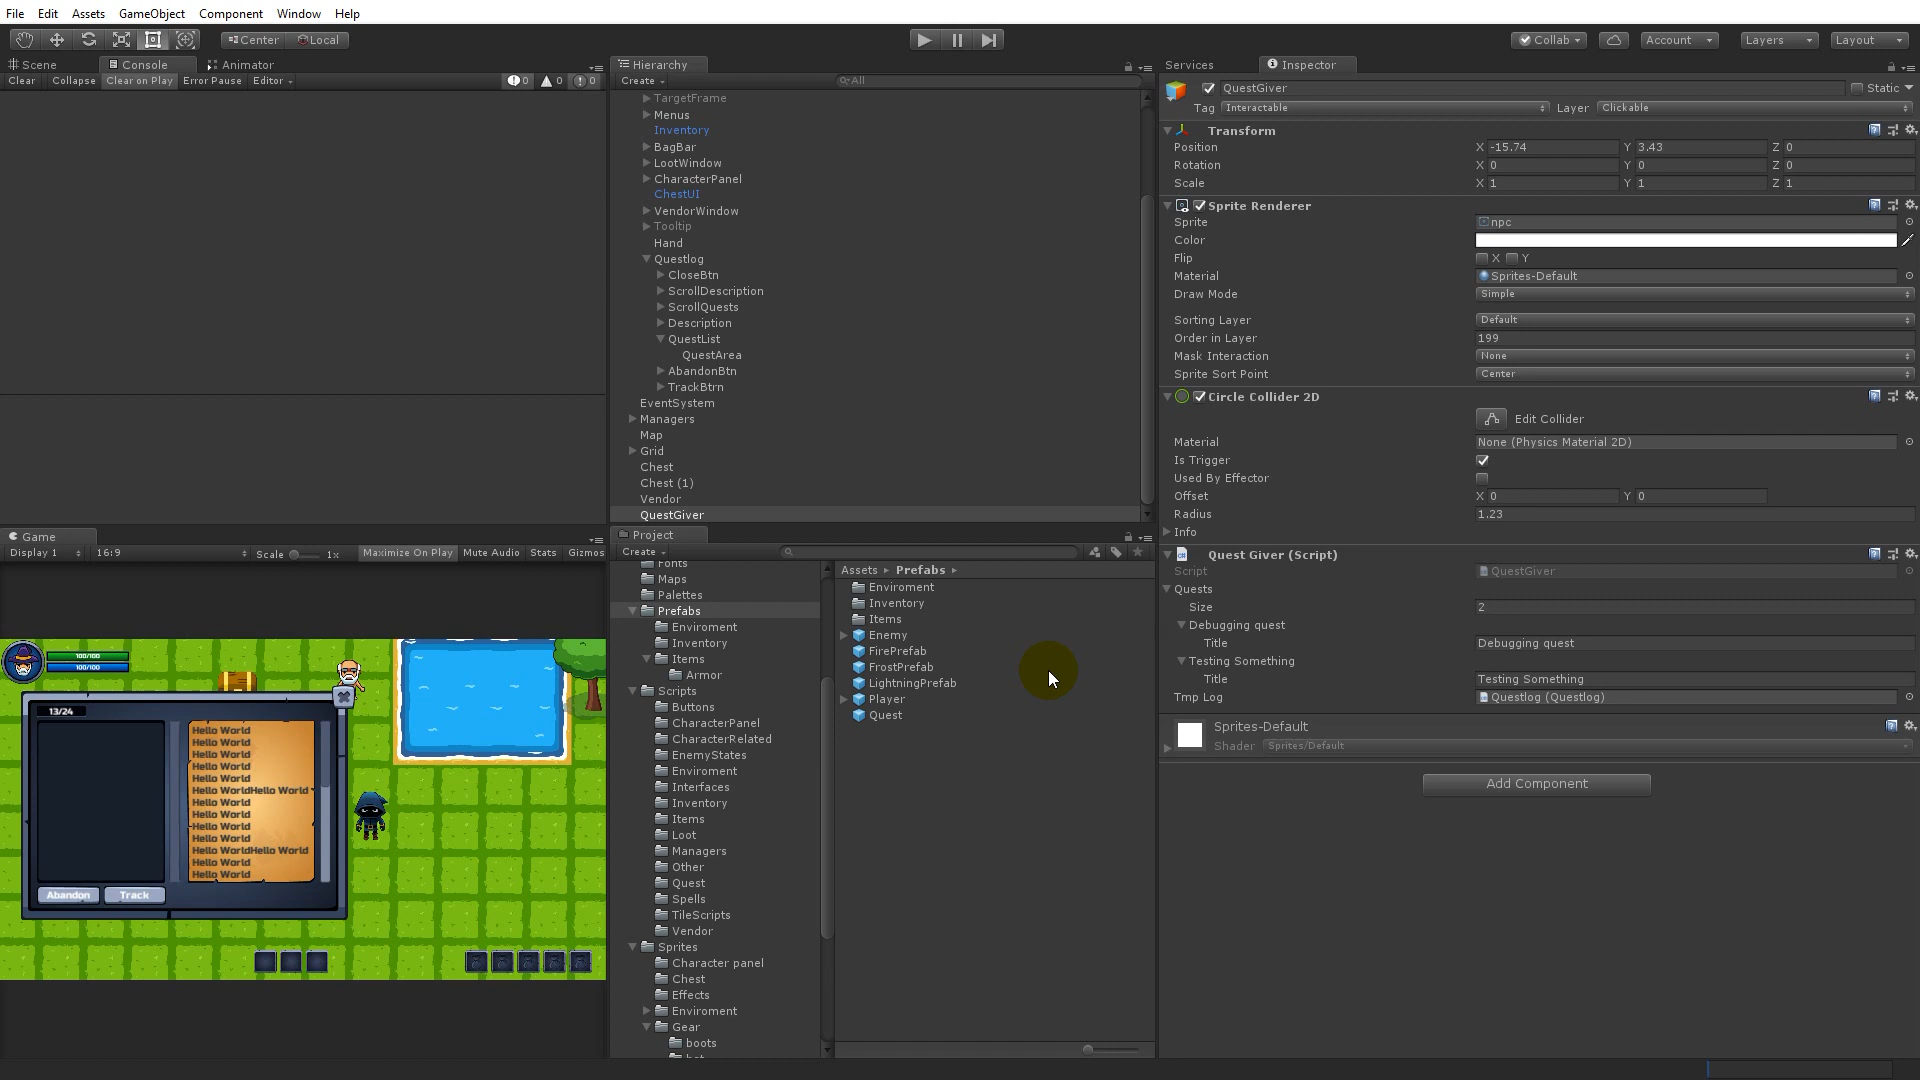 File Edit Assets GameObject Component Window Help
Center Local
Collab Account Layers Layout
Scene Console Animator
Clear Collapse Clear on Play Error Pause Editor 0 0 0
Hierarchy
Create All
TargetFrame
Menus
Inventory
BagBar
LootWindow
CharacterPanel
ChestUI
VendorWindow
Tooltip
Hand
Questlog
CloseBtn
ScrollDescription
ScrollQuests
Description
QuestList
QuestArea
AbandonBtn
TrackBtrn
EventSystem
Managers
Map
Grid
Chest
Chest (1)
Vendor
QuestGiver
Game
Display 1 16:9 Scale 1x Maximize On Play Mute Audio Stats Gizmos
100/100
100/100
13/24
Hello World
Hello World
Hello World
Hello World
Hello World
Hello WorldHello World
Hello World
Hello World
Hello World
Hello World
Hello WorldHello World
Hello World
Hello World
Abandon Track
Project
Create
Fonts
Maps
Palettes
Prefabs
Enviroment
Inventory
Items
Armor
Scripts
Buttons
CharacterPanel
CharacterRelated
EnemyStates
Enviroment
Interfaces
Inventory
Items
Loot
Managers
Other
Quest
Spells
TileScripts
Vendor
Sprites
Character panel
Chest
Effects
Enviroment
Gear
boots
Assets Prefabs
Enviroment
Inventory
Items
Enemy
FirePrefab
FrostPrefab
LightningPrefab
Player
Quest
Services Inspector
QuestGiver Static
Tag Interactable Layer Clickable
Transform
Position X -15.74 Y 3.43 Z 0
Rotation X 0 Y 0 Z 0
Scale X 1 Y 1 Z 1
Sprite Renderer
Sprite npc
Color
Flip X Y
Material Sprites-Default
Draw Mode Simple
Sorting Layer Default
Order in Layer 199
Mask Interaction None
Sprite Sort Point Center
Circle Collider 2D
Edit Collider
Material None (Physics Material 2D)
Is Trigger
Used By Effector
Offset X 0 Y 0
Radius 1.23
Info
Quest Giver (Script)
Script QuestGiver
Quests
Size 2
Debugging quest
Title Debugging quest
Testing Something
Title Testing Something
Tmp Log Questlog (Questlog)
Sprites-Default
Shader Sprites/Default
Add Component